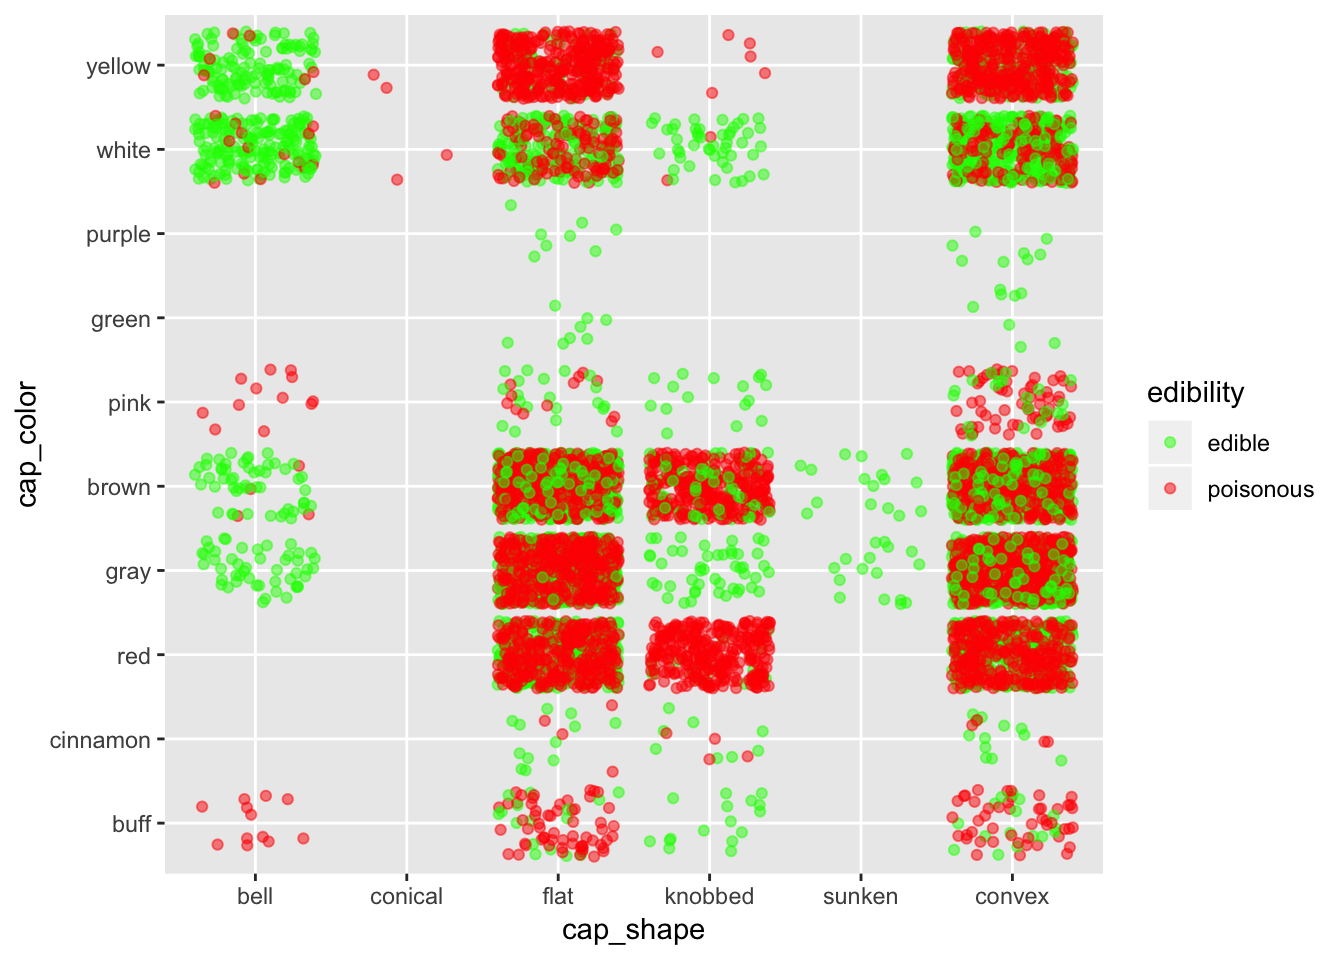 yellow
white
purple
green
pink
brown
gray
red
cinnamon
buff
cap_color
bell conical flat knobbed sunken convex
cap_shape
edibility
edible
poisonous